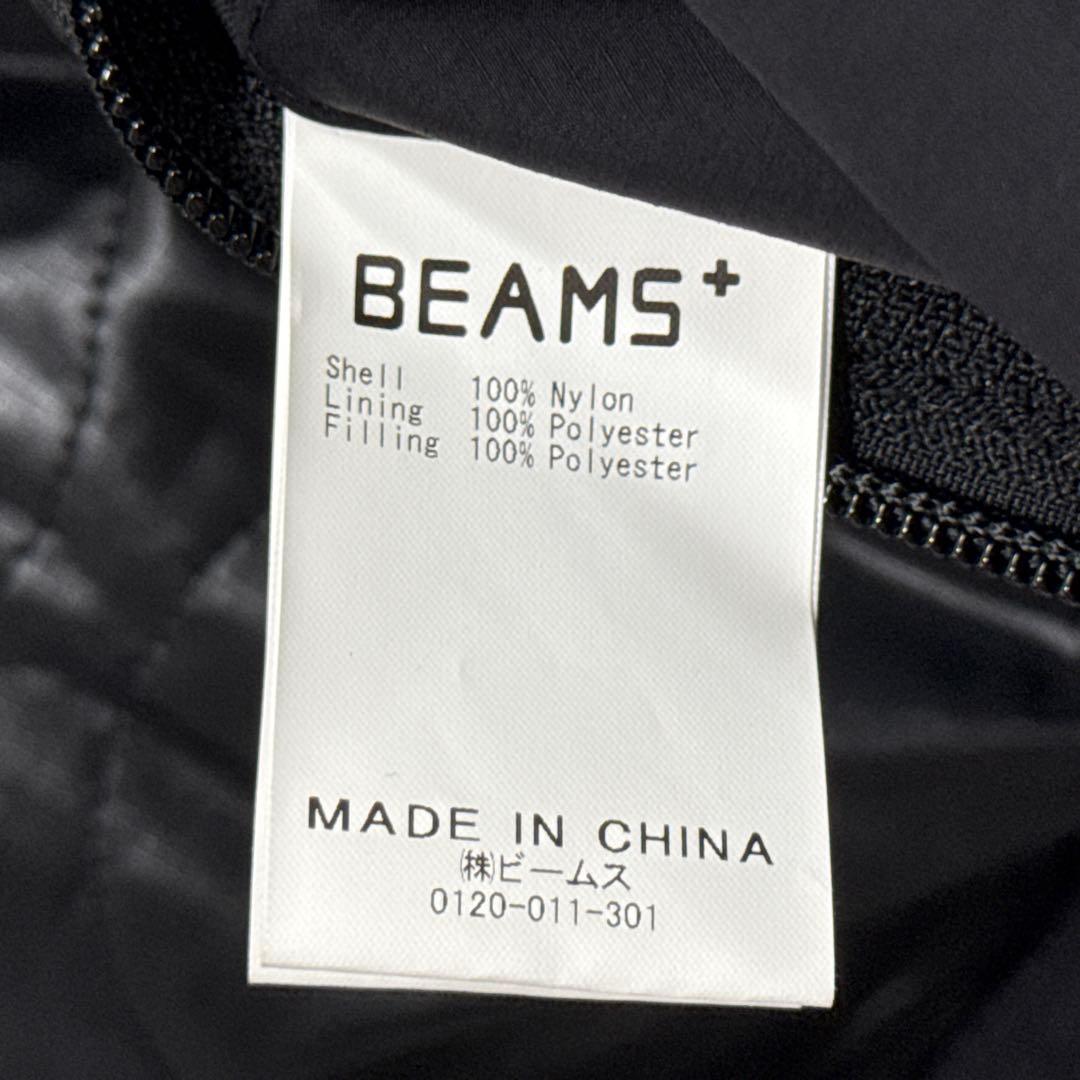 BEAMS+
Shell 100% Nylon
Lining 100% Polyester
Filling 100% Polyester
MADE IN CHINA
㈱ビームス
0120-011-301